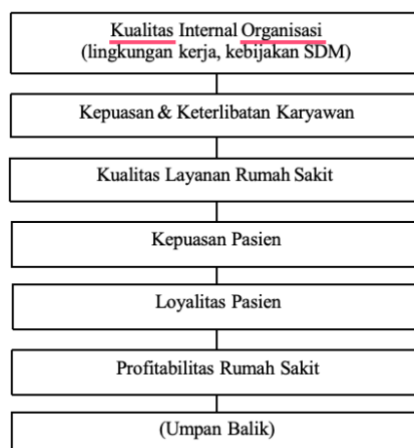 Kualitas Internal Organisasi
(lingkungan kerja, kebijakan SDM)
Kepuasan & Keterlibatan Karyawan
Kualitas Layanan Rumah Sakit
Kepuasan Pasien
Loyalitas Pasien
Profitabilitas Rumah Sakit
(Umpan Balik)